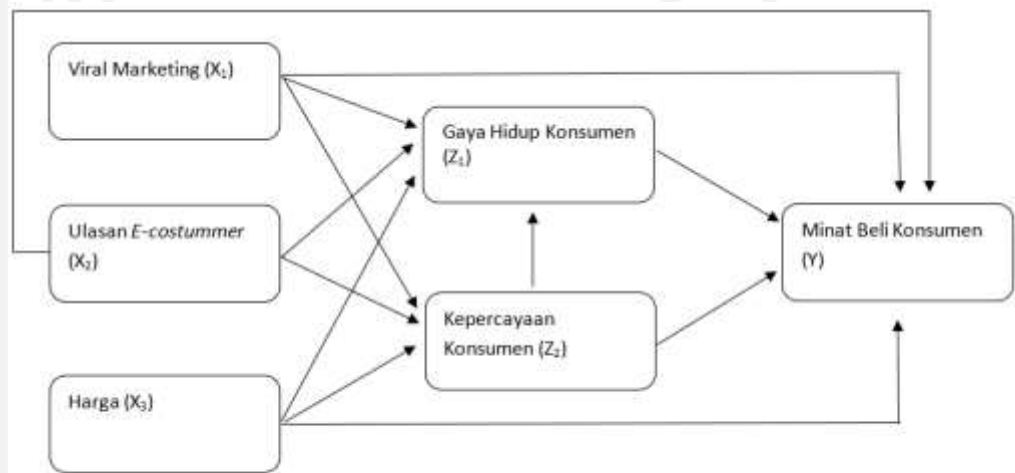 Viral Marketing (X₁)
Gaya Hidup Konsumen
(Z₁)
Ulasan E-costummer
(X₂)
Minat Beli Konsumen
(Y)
Kepercayaan
Konsumen (Z₂)
Harga (X₃)